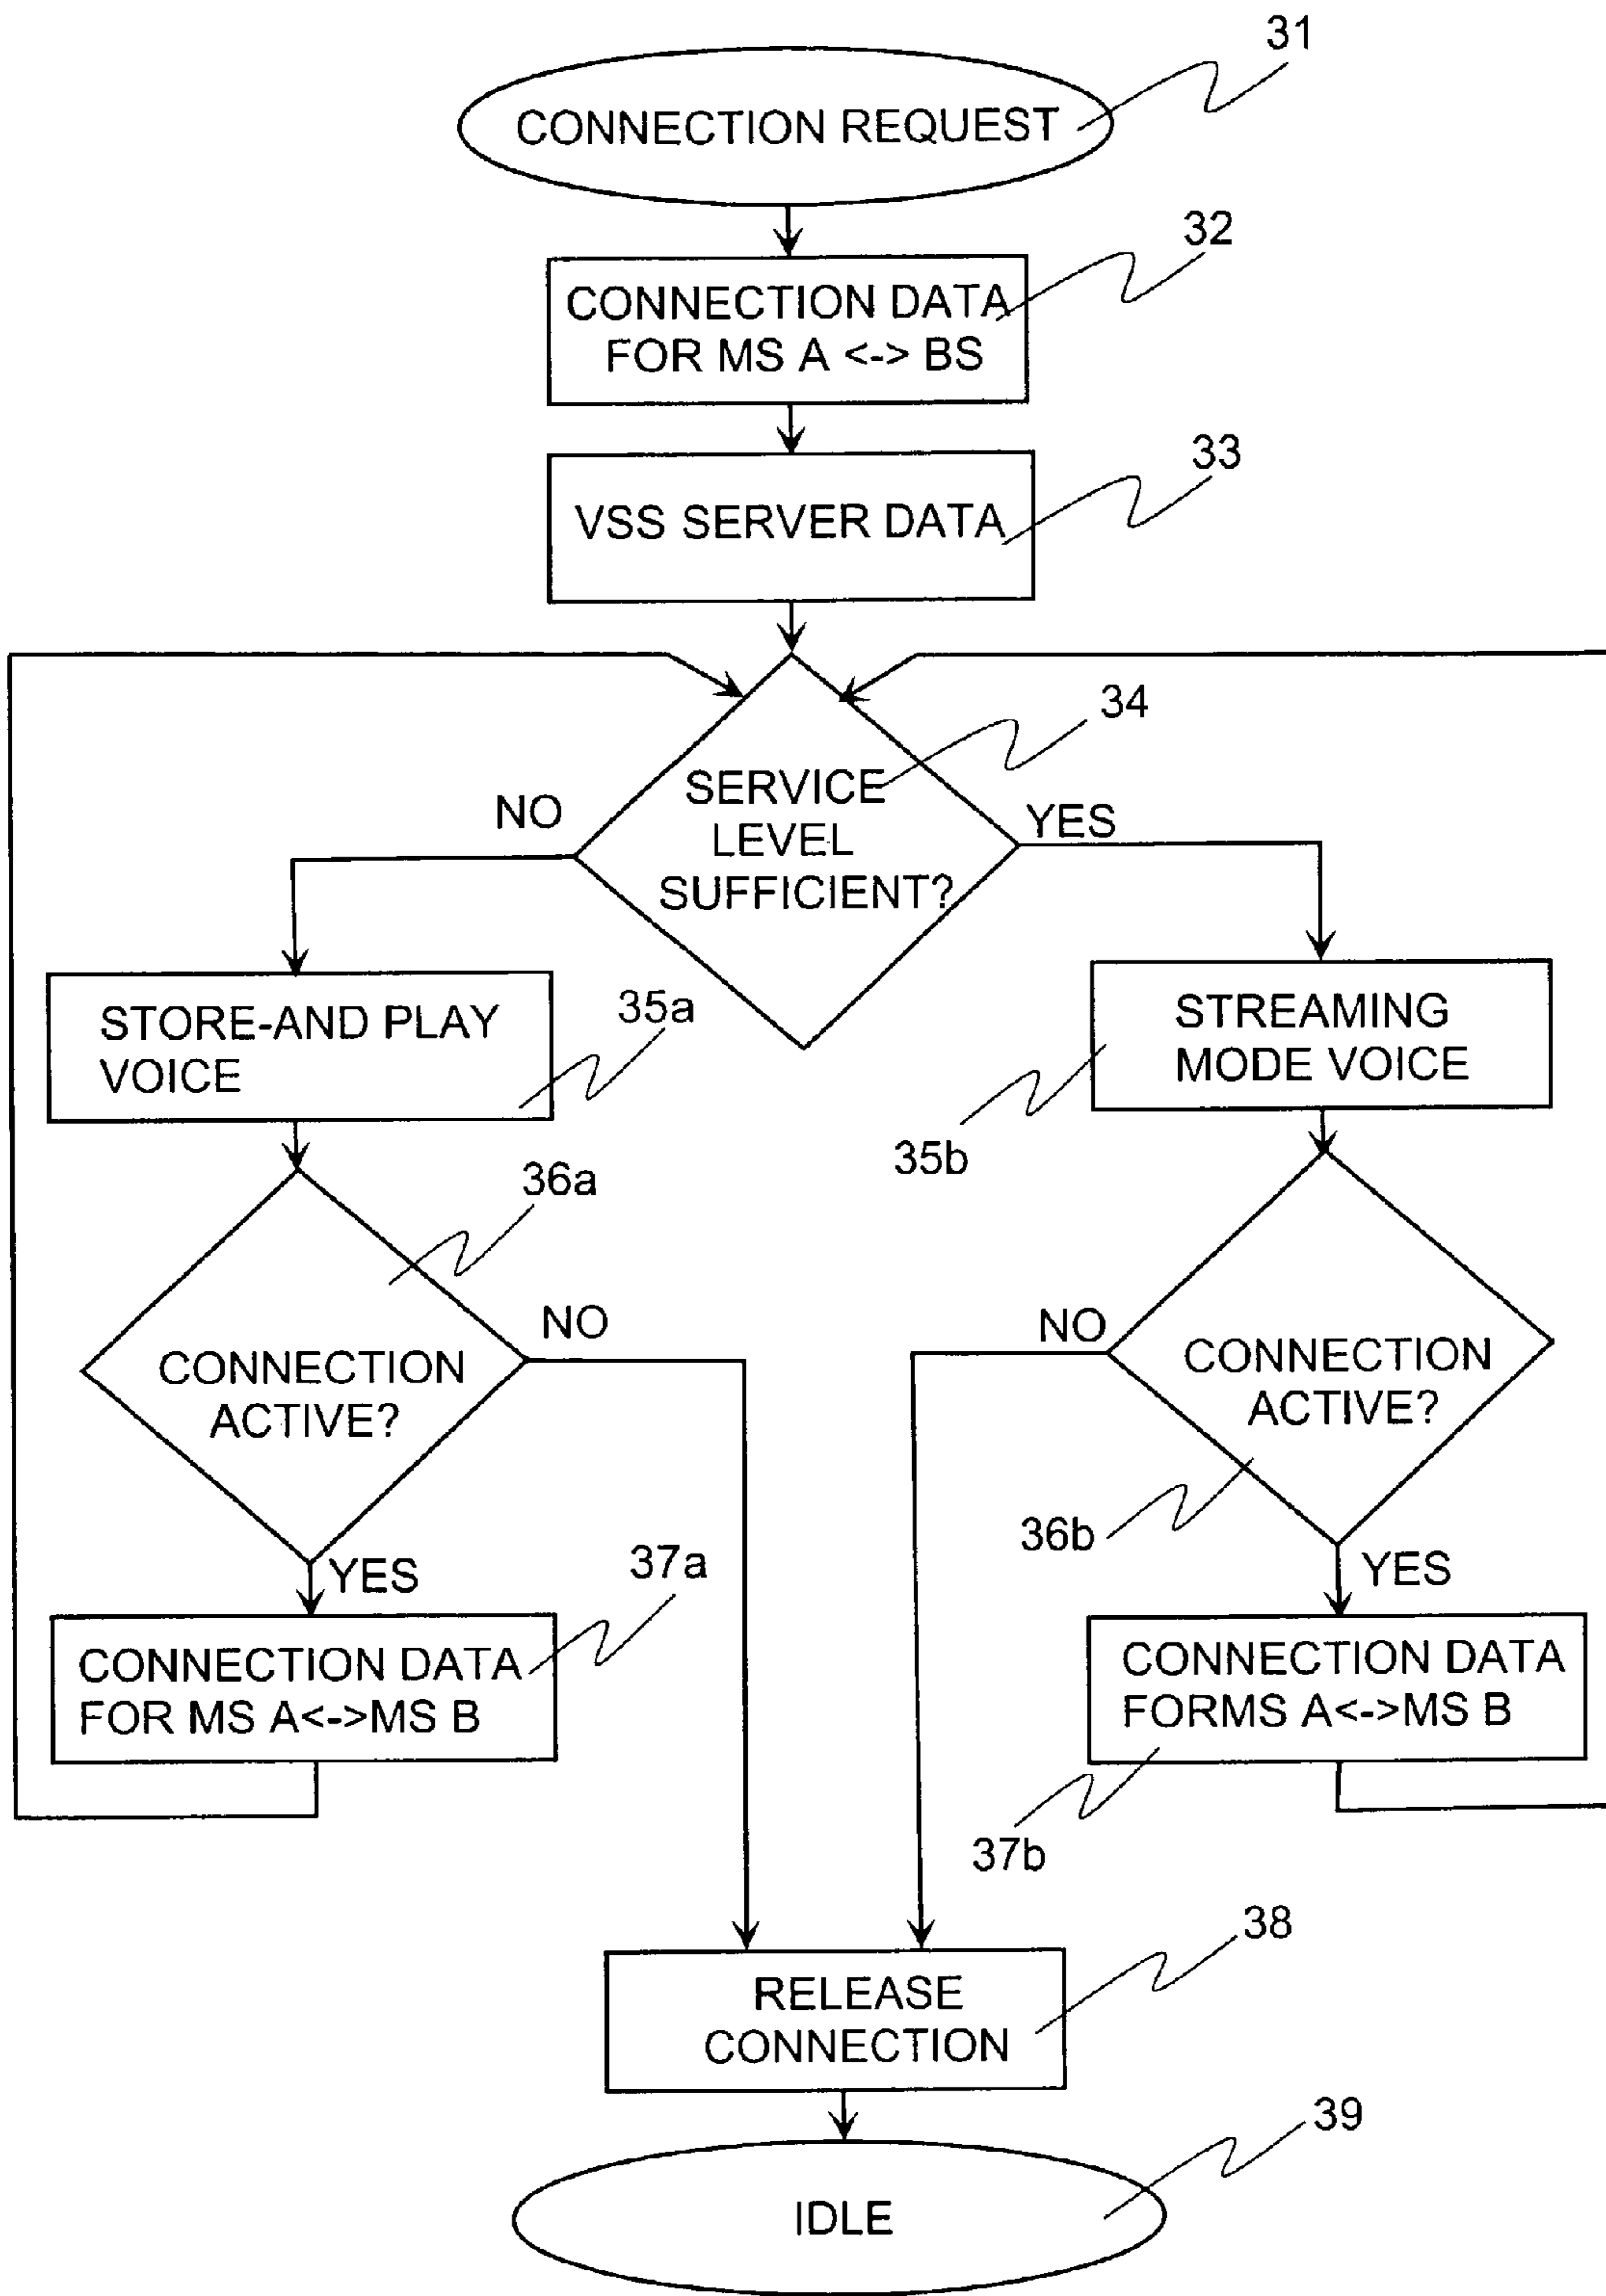 31
CONNECTION REQUEST
32
CONNECTION DATA
FOR MS A <-> BS
33
VSS SERVER DATA
34
SERVICE
LEVEL
SUFFICIENT?
NO
YES
STORE-AND PLAY
VOICE
35a
STREAMING
MODE VOICE
35b
36a
CONNECTION
ACTIVE?
NO
YES
NO
CONNECTION
ACTIVE?
36b
YES
37a
CONNECTION DATA
FOR MS A<->MS B
CONNECTION DATA
FORMS A<->MS B
37b
38
RELEASE
CONNECTION
39
IDLE